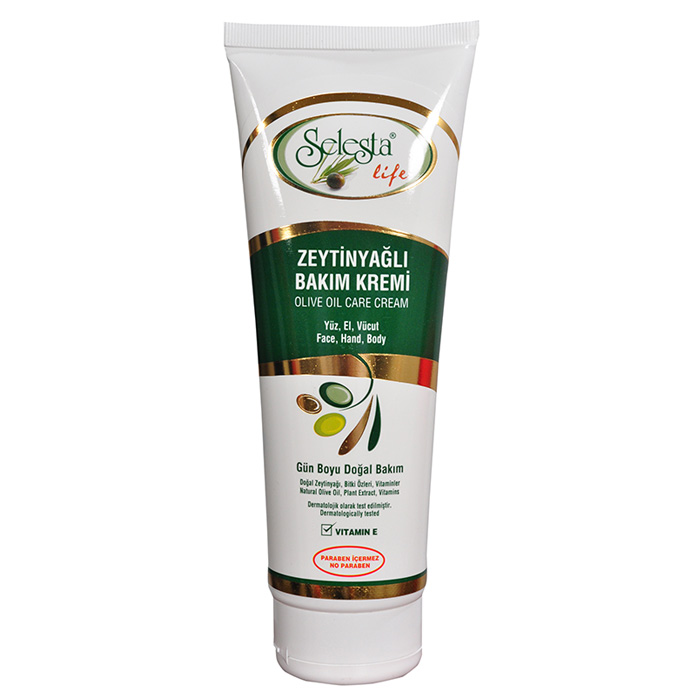 Selesta®
life
ZEYTİNYAĞLI
BAKIM KREMİ
OLIVE OIL CARE CREAM
Yüz, El, Vücut
Face, Hand, Body
Gün Boyu Doğal Bakım
Doğal Zeytinyağı, Bitki Özleri, Vitaminler
Natural Olive Oil, Plant Extract, Vitamins
Dermatolojik olarak test edilmiştir.
Dermatologically tested
VITAMIN E
PARABEN İÇERMEZ
NO PARABEN